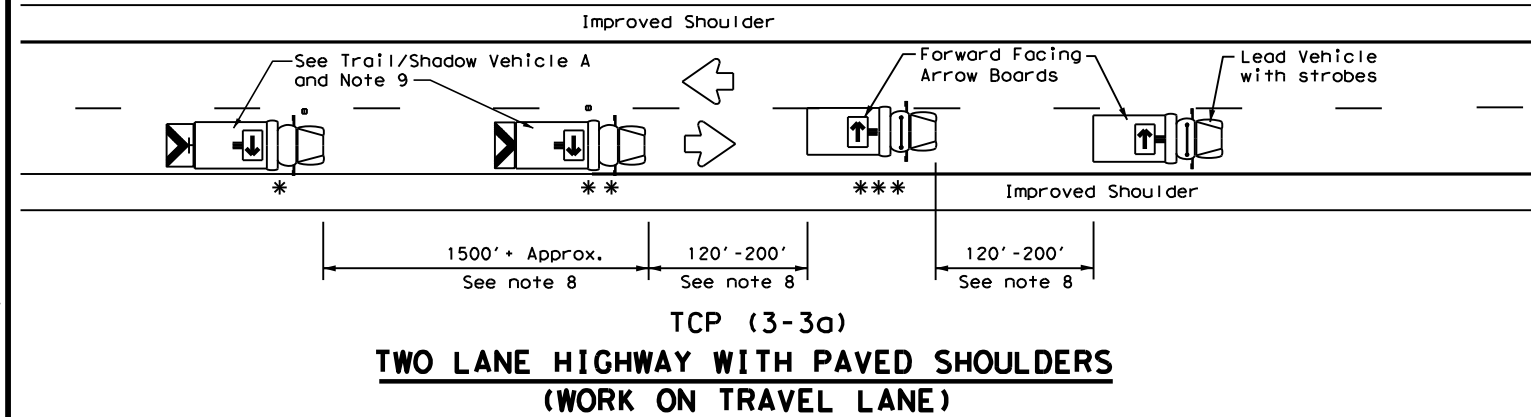 Improved Shoulder
See Trail/Shadow Vehicle A
and Note 9
Forward Facing
Arrow Boards
Lead Vehicle
with strobes
*
**
***
Improved Shoulder
1500'+ Approx.
See note 8
120'-200'
See note 8
120'-200'
See note 8
TCP (3-3a)
TWO LANE HIGHWAY WITH PAVED SHOULDERS
(WORK ON TRAVEL LANE)